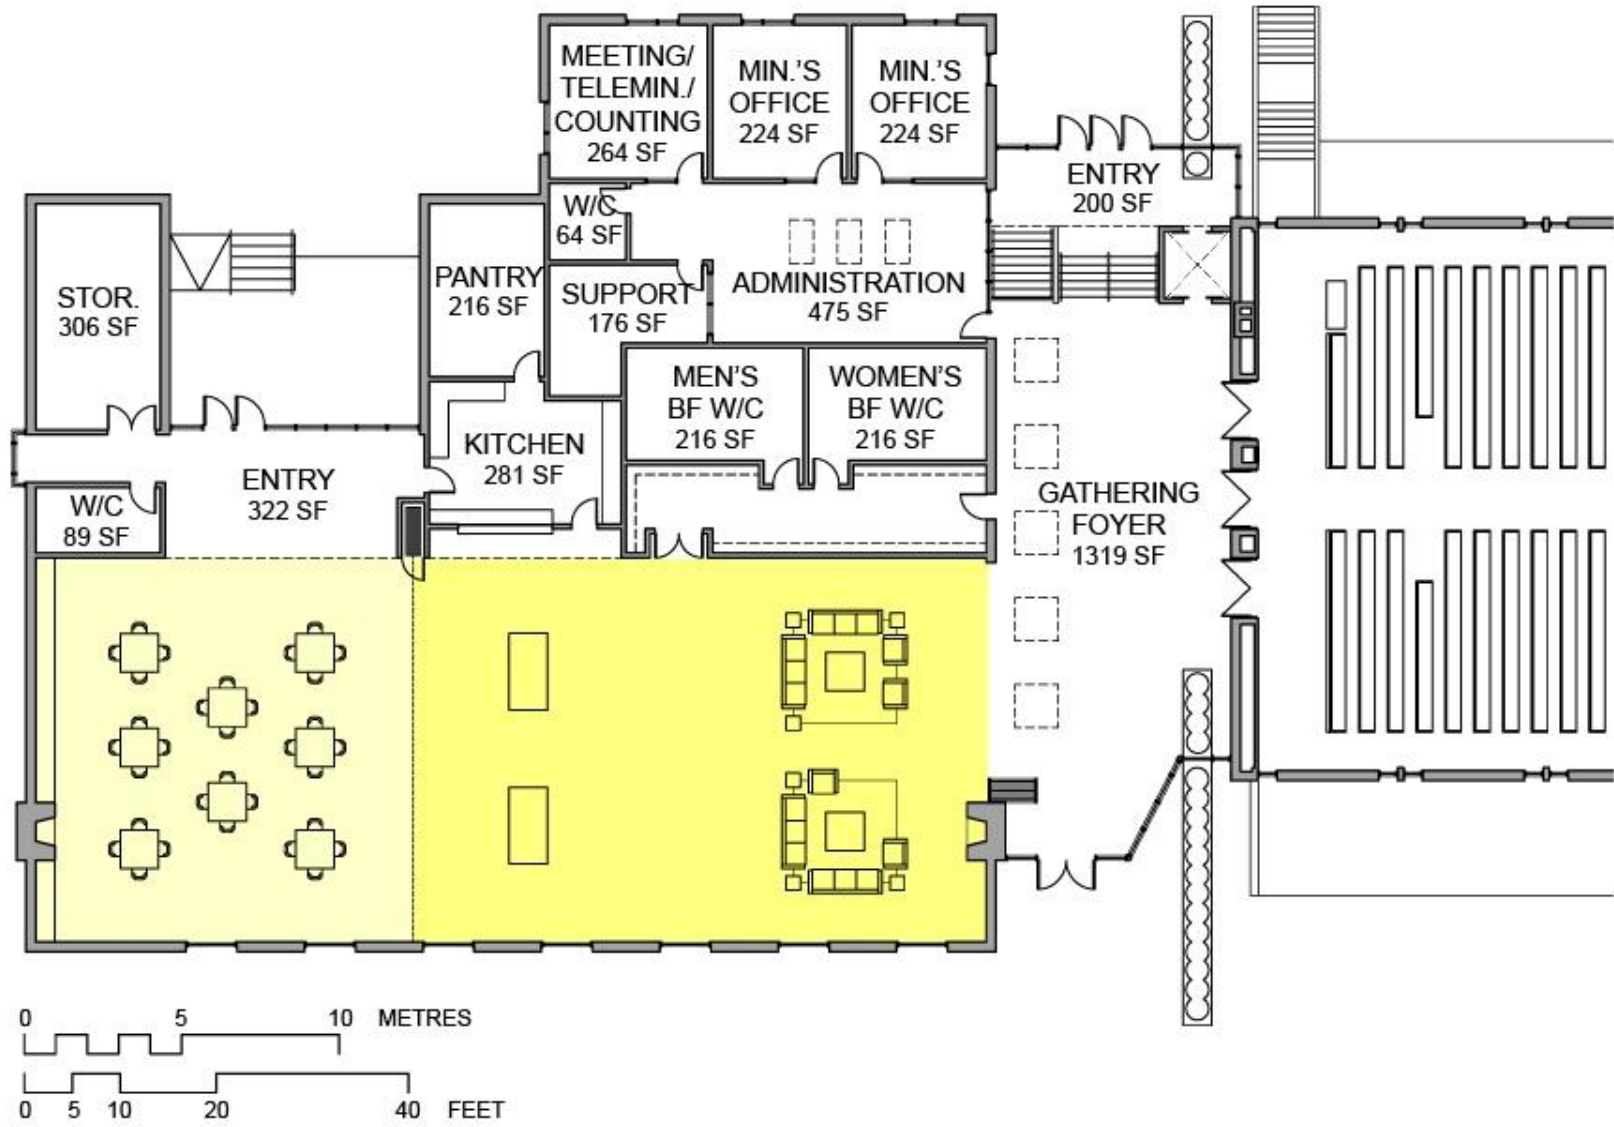 MEETING/
TELEMIN./
COUNTING
264 SF
MIN.'S
OFFICE
224 SF
MIN.'S
OFFICE
224 SF
ENTRY
200 SF
W/C
64 SF
STOR.
306 SF
PANTRY
216 SF
SUPPORT
176 SF
ADMINISTRATION
475 SF
MEN'S
BF W/C
216 SF
WOMEN'S
BF W/C
216 SF
KITCHEN
281 SF
ENTRY
322 SF
W/C
89 SF
GATHERING
FOYER
1319 SF
0 5 10 METRES
0 5 10 20 40 FEET